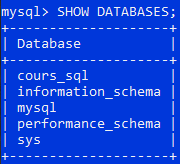 mysql> SHOW DATABASES;
+--------------------+
| Database           |
+--------------------+
| cours_sql          |
| information_schema |
| mysql              |
| performance_schema |
| sys                |
+--------------------+